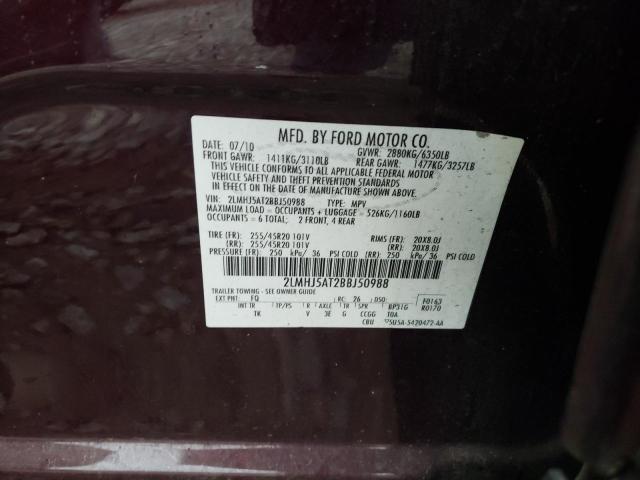 MFD. BY FORD MOTOR CO.
DATE: 07/10 GVWR: 2880KG/6350LB
FRONT GAWR: 1411KG/3110LB REAR GAWR: 1477KG/3257LB
THIS VEHICLE CONFORMS TO ALL APPLICABLE FEDERAL MOTOR
VEHICLE SAFETY AND THEFT PREVENTION STANDARDS
IN EFFECT ON THE DATE OF MANUFACTURE SHOWN ABOVE.
VIN: 2LMHJ5AT2BBJ50988 TYPE: MPV
MAXIMUM LOAD = OCCUPANTS + LUGGAGE = 526KG/1160LB
OCCUPANTS = 6 TOTAL, 2 FRONT, 4 REAR
TIRE (FR): 255/45R20 101V RIMS (FR): 20X8.0J
(RR): 255/45R20 101V (RR): 20X8.0J
PRESSURE (FR): 250 kPa/ 36 PSI COLD (RR): 250 kPa/ 36 PSI COLD
2LMHJ5AT2BBJ50988
TRAILER TOWING - SEE OWNER GUIDE
EXT PNT: FQ RC: 26 DSO: F0163
INT TR TP/PS R AXLE TR SPR BP31G R0170
TK V 3E G CCGG TOA
CBU 5U5A-5420472-AA